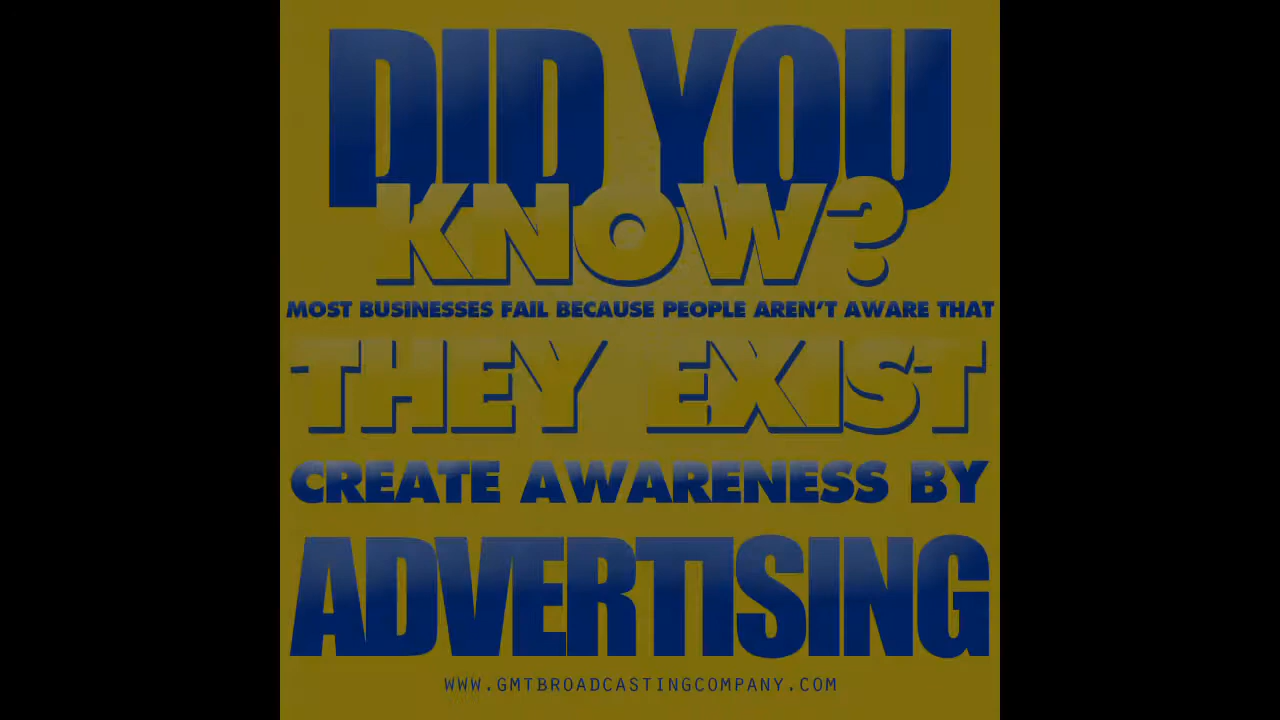 DID YOU
KNOW?
MOST BUSINESSES FAIL BECAUSE PEOPLE AREN'T AWARE THAT
THEY EXIST
CREATE AWARENESS BY
ADVERTISING
WWW.GMTBROADCASTINGCOMPANY.COM